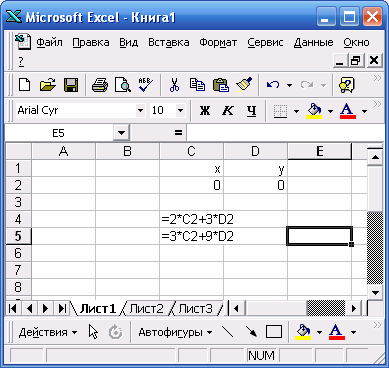 Microsoft Excel - Книга1
Файл Правка Вид Вставка Формат Сервис Данные Окно
?
ABC
Arial Cyr 10 Ж К Ч А
E5 =
A B C D E
1 x y
2 0 0
3
4 =2*C2+3*D2
5 =3*C2+9*D2
6
7
8
Лист1 Лист2 Лист3
Действия Автофигуры А
NUM